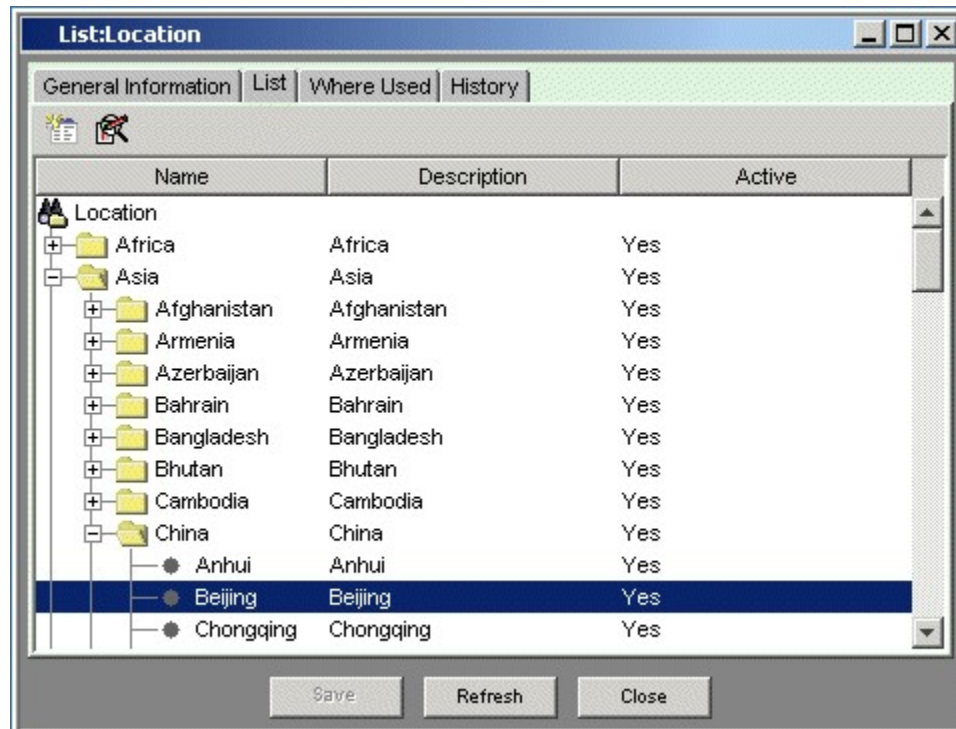 List:Location
General Information List Where Used History
Name Description Active
Location
Africa Africa Yes
Asia Asia Yes
Afghanistan Afghanistan Yes
Armenia Armenia Yes
Azerbaijan Azerbaijan Yes
Bahrain Bahrain Yes
Bangladesh Bangladesh Yes
Bhutan Bhutan Yes
Cambodia Cambodia Yes
China China Yes
Anhui Anhui Yes
Beijing Beijing Yes
Chongqing Chongqing Yes
Save Refresh Close